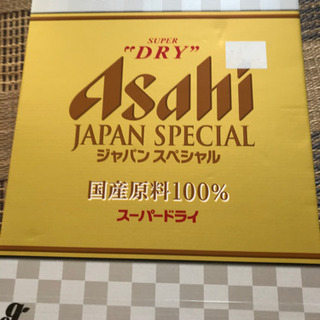 SUPER
"DRY"
Asahi
JAPAN SPECIAL
ジャパン スペシャル
国産原料100%
スーパードライ